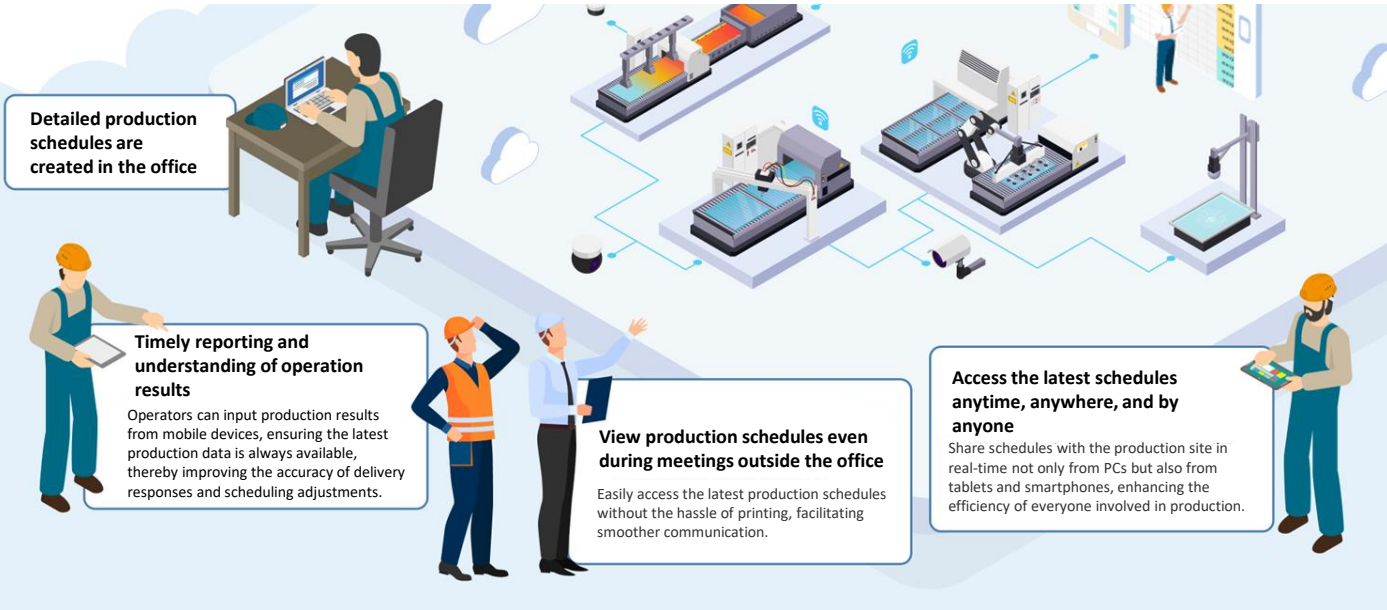 Detailed production
schedules are
created in the office
Timely reporting and
understanding of operation
results
Operators can input production results
from mobile devices, ensuring the latest
production data is always available,
thereby improving the accuracy of delivery
responses and scheduling adjustments.
View production schedules even
during meetings outside the office
Easily access the latest production schedules
without the hassle of printing, facilitating
smoother communication.
Access the latest schedules
anytime, anywhere, and by
anyone
Share schedules with the production site in
real-time not only from PCs but also from
tablets and smartphones, enhancing the
efficiency of everyone involved in production.